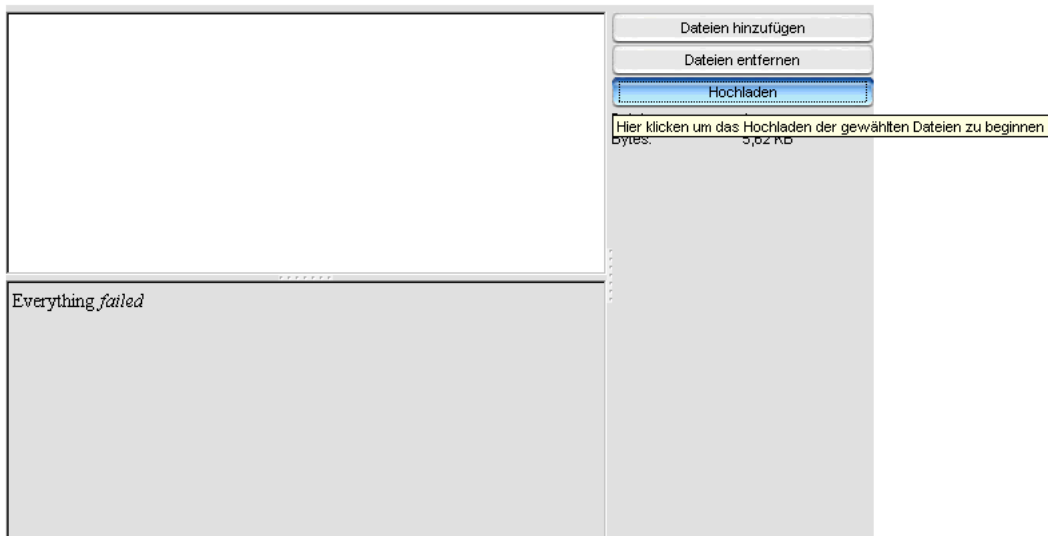 Dateien hinzufügen
Dateien entfernen
Hochladen
Hier klicken um das Hochladen der gewählten Dateien zu beginnen
Bytes: 5,62 KB
Everything failed